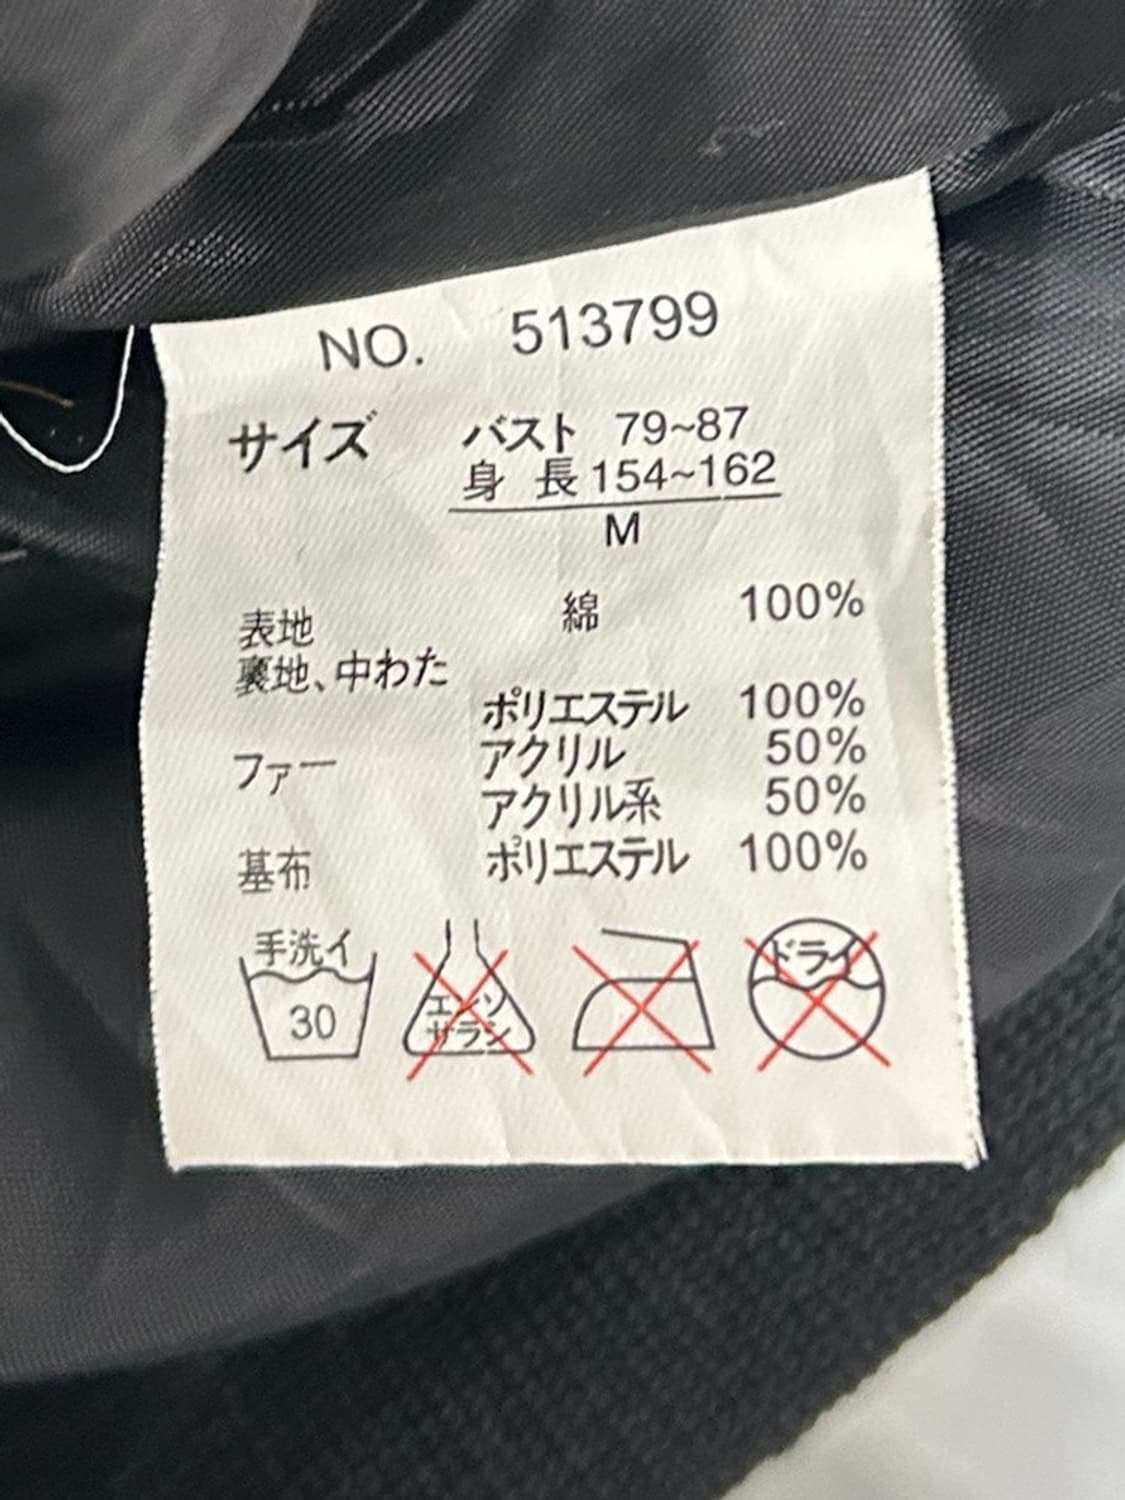 NO. 513799
サイズ バスト 79~87
身長 154~162
M
表地 綿 100%
裏地、中わた
ポリエステル 100%
ファー アクリル 50%
アクリル系 50%
基布 ポリエステル 100%
手洗イ
30
エンソ
サラシ
ドライ